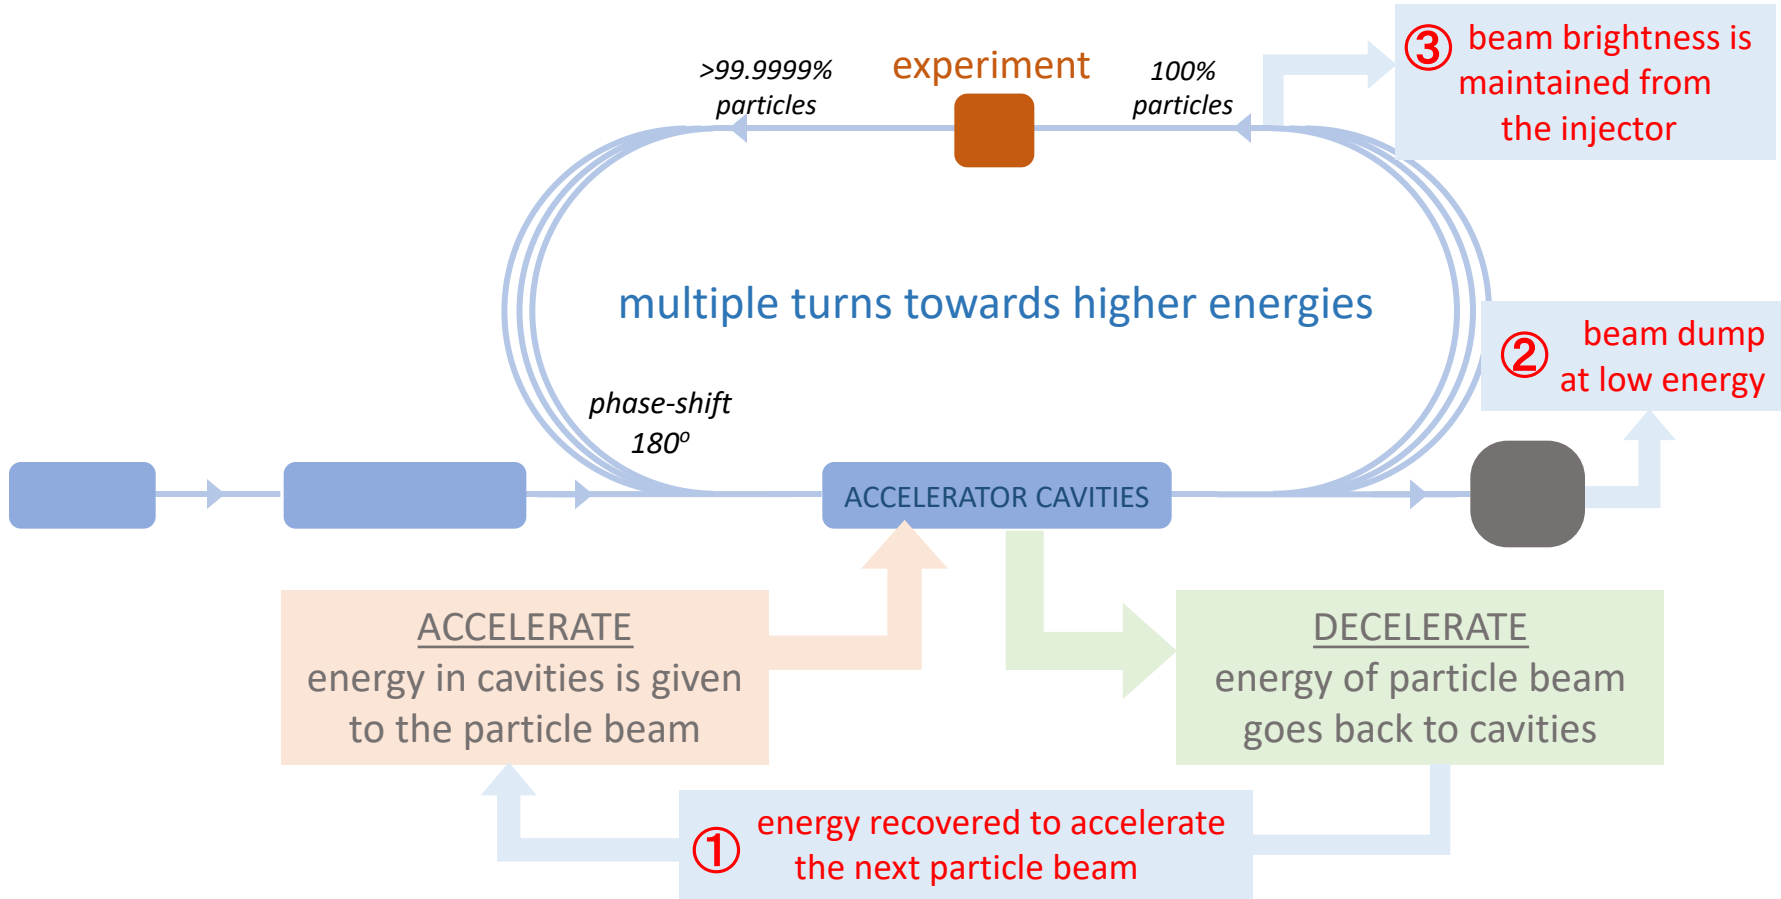 ③ beam brightness is
maintained from
the injector
>99.9999%
particles
experiment
100%
particles
multiple turns towards higher energies
② beam dump
at low energy
phase-shift
180º
ACCELERATOR CAVITIES
ACCELERATE
energy in cavities is given
to the particle beam
DECELERATE
energy of particle beam
goes back to cavities
① energy recovered to accelerate
the next particle beam